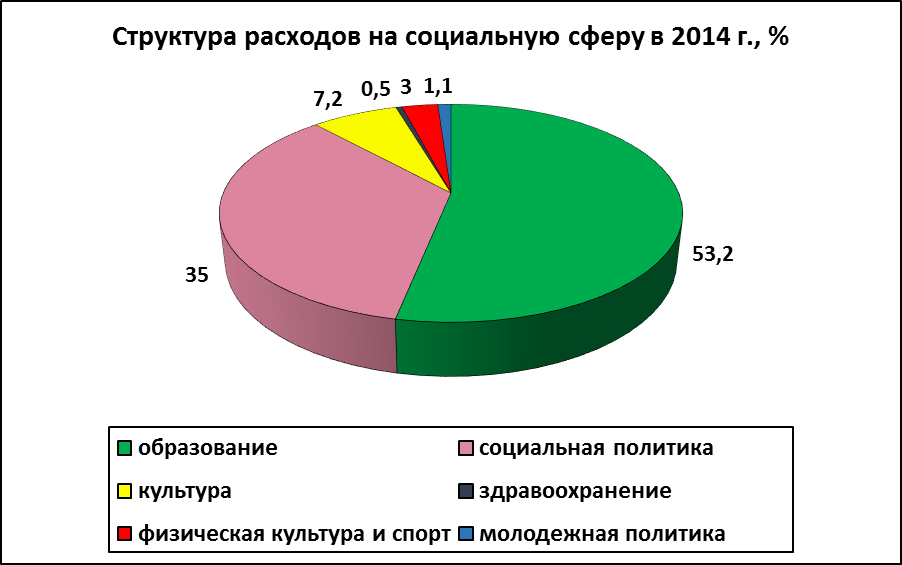 Структура расходов на социальную сферу в 2014 г., %
7,2
0,5
3
1,1
53,2
35
образование
социальная политика
культура
здравоохранение
физическая культура и спорт
молодежная политика